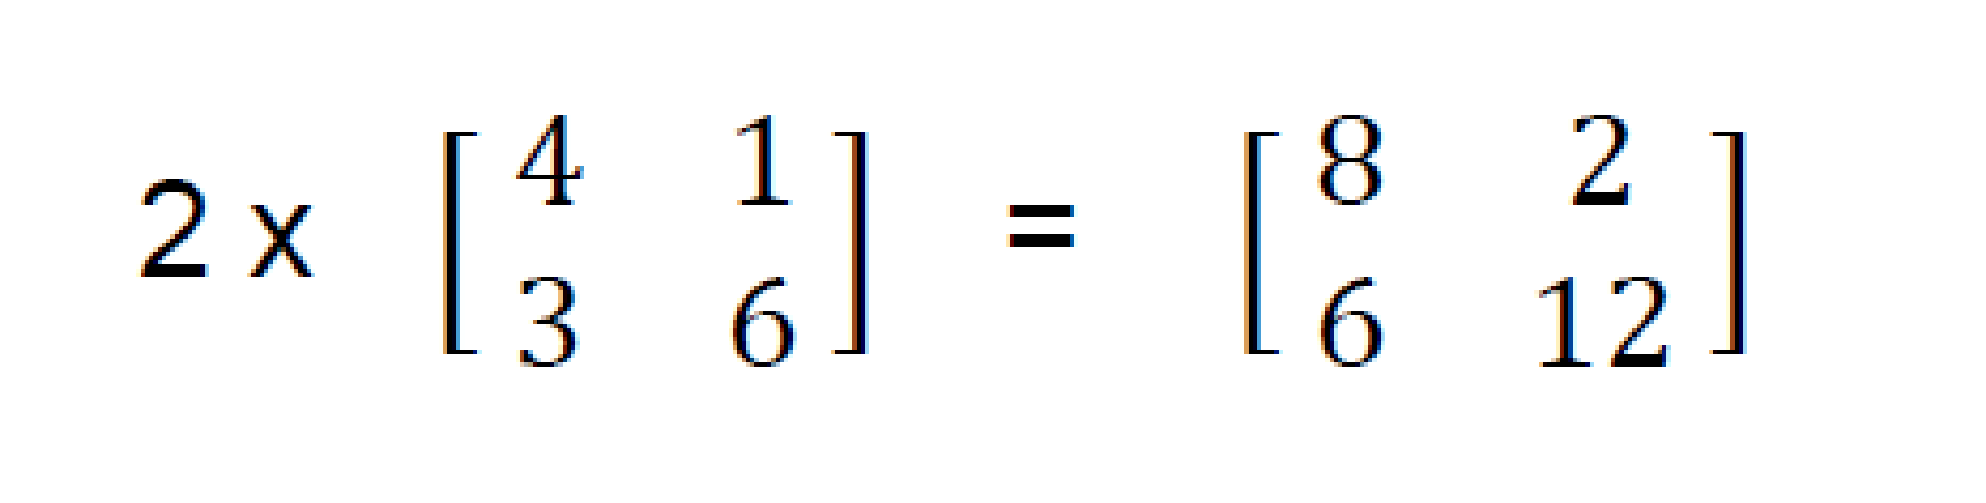 2 x [ 4 1 ] = [ 8 2 ]
[ 3 6 ] [ 6 12 ]